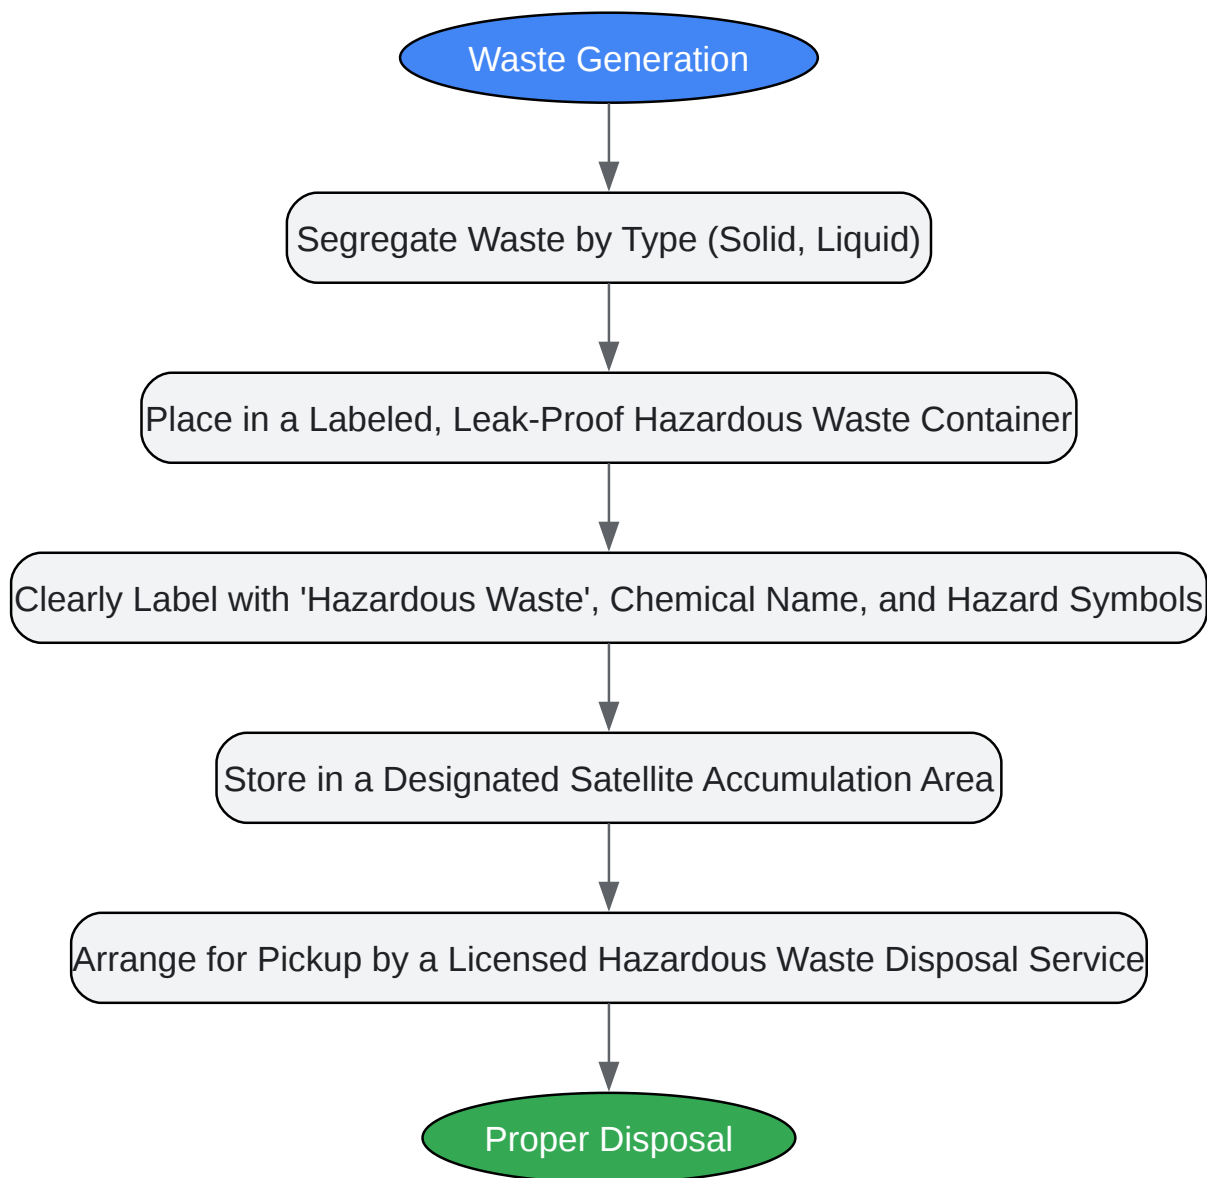 Waste Generation
Segregate Waste by Type (Solid, Liquid)
Place in a Labeled, Leak-Proof Hazardous Waste Container
Clearly Label with 'Hazardous Waste', Chemical Name, and Hazard Symbols
Store in a Designated Satellite Accumulation Area
Arrange for Pickup by a Licensed Hazardous Waste Disposal Service
Proper Disposal